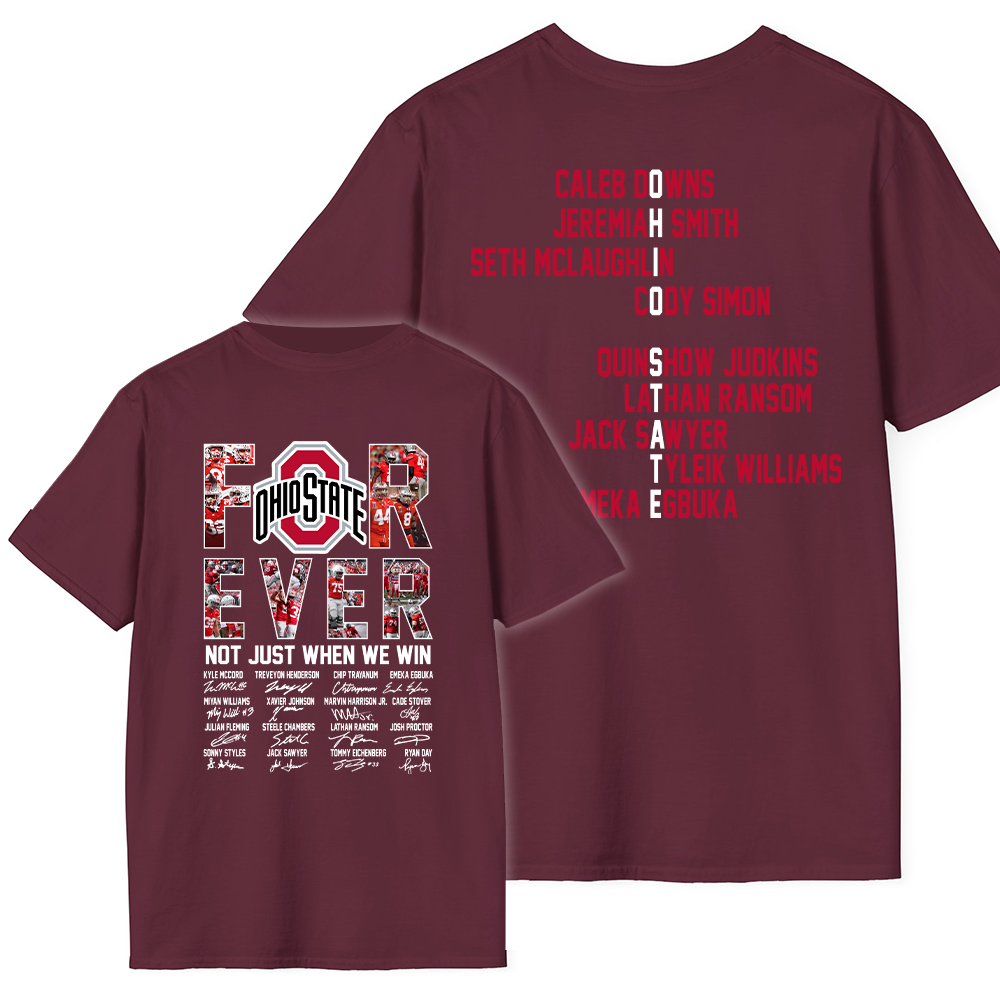 FOR
OHIO STATE
EVER
NOT JUST WHEN WE WIN
KYLE MCCORD TREVEYON HENDERSON CHIP TRAYANUM EMEKA EGBUKA
MIYAN WILLIAMS XAVIER JOHNSON MARVIN HARRISON JR. CADE STOVER
JULIAN FLEMING STEELE CHAMBERS LATHAN RANSOM JOSH PROCTOR
SONNY STYLES JACK SAWYER TOMMY EICHENBERG RYAN DAY
CALEB DOWNS
JEREMIAH SMITH
SETH MCLAUGHLIN
CODY SIMON
QUINSHOW JUDKINS
LATHAN RANSOM
JACK SAWYER
TYLEIK WILLIAMS
MEKA EGBUKA